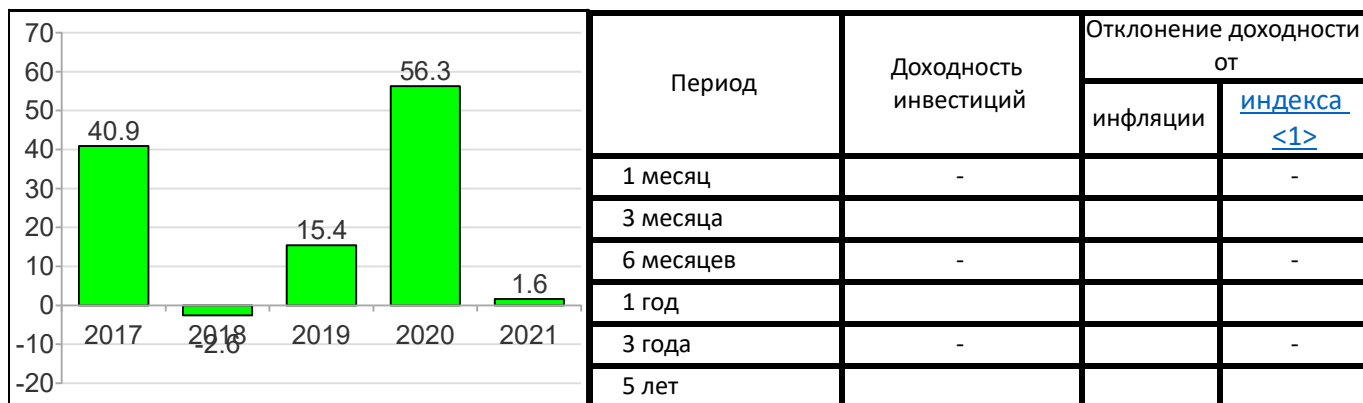 70
60
50
40
30
20
10
0
-10
-20
40.9
-2.6
15.4
56.3
1.6
2017 2018 2019 2020 2021
Период
Доходность
инвестиций
Отклонение доходности
от
инфляции
индекса
<1>
1 месяц - -
3 месяца
6 месяцев - -
1 год
3 года - -
5 лет